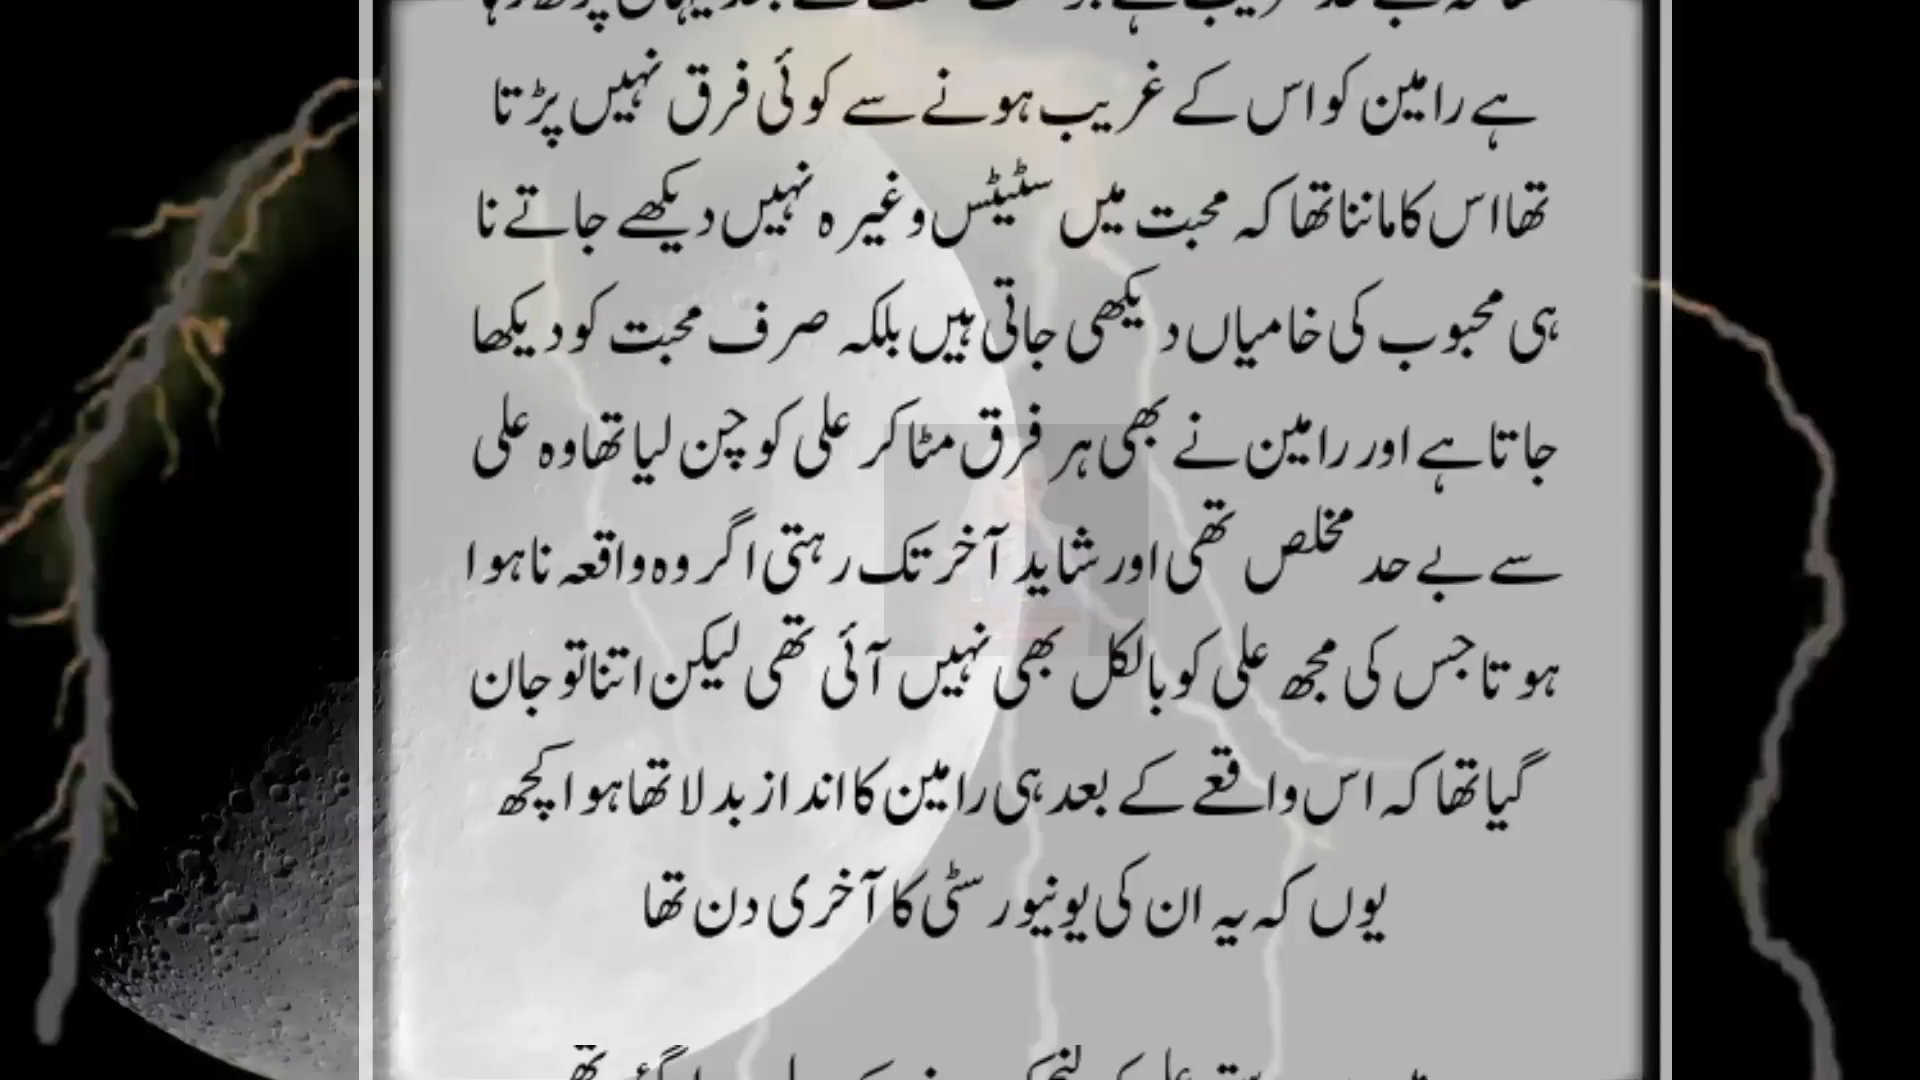 ہے رامین کو اس کے غریب ہونے سے کوئی فرق نہیں پڑتا
تھا اس کا ماننا تھا کہ محبت میں سٹیٹس وغیرہ نہیں دیکھے جاتے نا
ہی محبوب کی خامیاں دیکھی جاتی ہیں بلکہ صرف محبت کو دیکھا
جاتا ہے اور رامین نے بھی ہر فرق مٹا کر علی کو چن لیا تھا وہ علی
سے بے حد مخلص تھی اور شاید آخر تک رہتی اگر وہ واقعہ نا ہوا
ہوتا جس کی مجھ علی کو بالکل بھی نہیں آئی تھی لیکن اتنا تو جان
گیا تھا کہ اس واقعے کے بعد ہی رامین کا انداز بدلا تھا ہوا کچھ
یوں کہ یہ ان کی یونیورسٹی کا آخری دن تھا